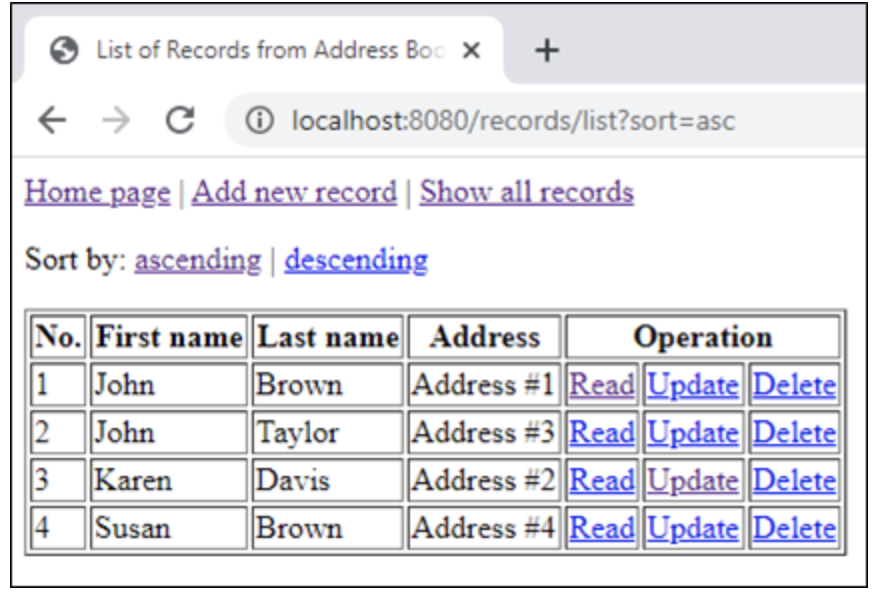 List of Records from Address Boo
localhost:8080/records/list?sort=asc
Home page | Add new record | Show all records
Sort by: ascending | descending
No. First name Last name Address Operation
1 John Brown Address #1 Read Update Delete
2 John Taylor Address #3 Read Update Delete
3 Karen Davis Address #2 Read Update Delete
4 Susan Brown Address #4 Read Update Delete